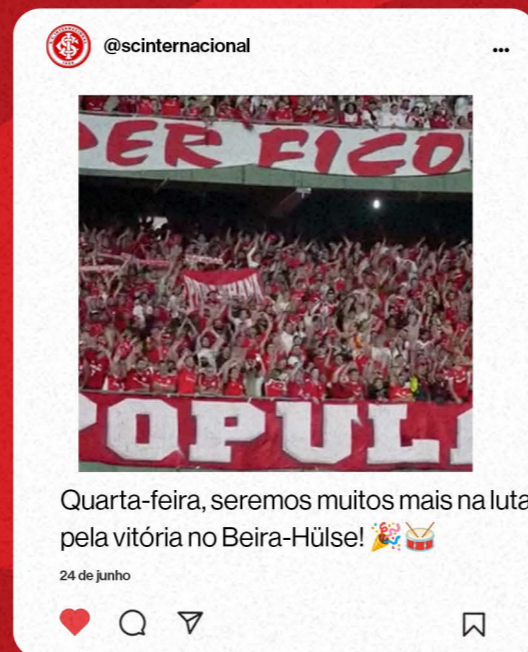 @scinternacional
ER FICO
POPUL
Quarta-feira, seremos muitos mais na luta
pela vitória no Beira-Hülse! 🎉🥁
24 de junho